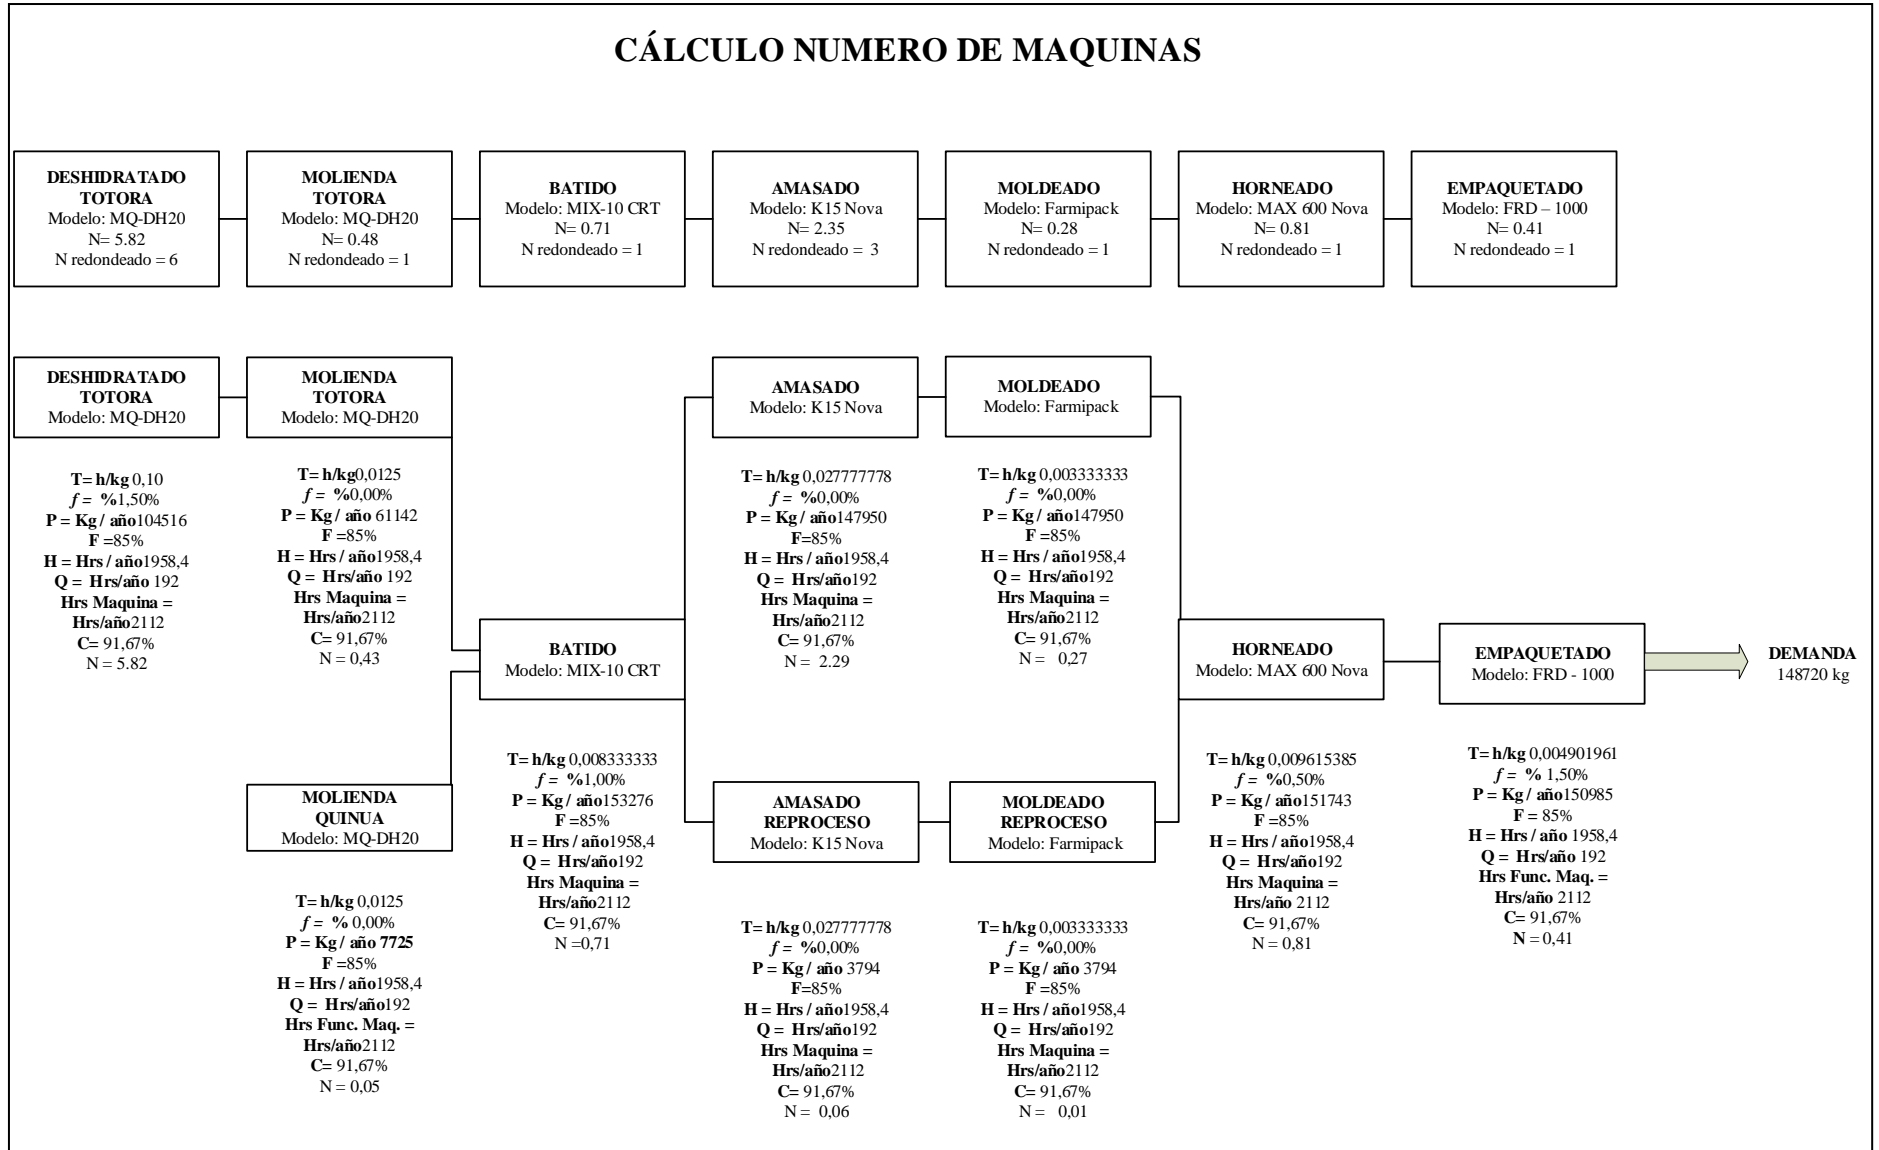 CÁLCULO NUMERO DE MAQUINAS
DESHIDRATADO
TOTORA
Modelo: MQ-DH20
N= 5.82
N redondeado = 6
MOLIENDA
TOTORA
Modelo: MQ-DH20
N= 0.48
N redondeado = 1
BATIDO
Modelo: MIX-10 CRT
N= 0.71
N redondeado = 1
AMASADO
Modelo: K15 Nova
N= 2.35
N redondeado = 3
MOLDEADO
Modelo: Farmipack
N= 0.28
N redondeado = 1
HORNEADO
Modelo: MAX 600 Nova
N= 0.81
N redondeado = 1
EMPAQUETADO
Modelo: FRD – 1000
N= 0.41
N redondeado = 1
DESHIDRATADO
TOTORA
Modelo: MQ-DH20
T= h/kg 0,10
f = %1,50%
P = Kg / año104516
F =85%
H = Hrs / año1958,4
Q = Hrs/año 192
Hrs Maquina =
Hrs/año2112
C= 91,67%
N = 5.82
MOLIENDA
TOTORA
Modelo: MQ-DH20
T= h/kg0,0125
f = %0,00%
P = Kg / año 61142
F =85%
H = Hrs / año1958,4
Q = Hrs/año 192
Hrs Maquina =
Hrs/año2112
C= 91,67%
N = 0,43
MOLIENDA
QUINUA
Modelo: MQ-DH20
T= h/kg 0,0125
f = % 0,00%
P = Kg / año 7725
F =85%
H = Hrs / año1958,4
Q = Hrs/año192
Hrs Func. Maq. =
Hrs/año2112
C= 91,67%
N = 0,05
BATIDO
Modelo: MIX-10 CRT
T= h/kg 0,008333333
f = %1,00%
P = Kg / año153276
F =85%
H = Hrs / año1958,4
Q = Hrs/año192
Hrs Maquina =
Hrs/año2112
C= 91,67%
N =0,71
AMASADO
Modelo: K15 Nova
T= h/kg 0,027777778
f = %0,00%
P = Kg / año147950
F=85%
H = Hrs / año1958,4
Q = Hrs/año192
Hrs Maquina =
Hrs/año2112
C= 91,67%
N = 2.29
MOLDEADO
Modelo: Farmipack
T= h/kg 0,003333333
f = %0,00%
P = Kg / año147950
F =85%
H = Hrs / año1958,4
Q = Hrs/año192
Hrs Maquina =
Hrs/año2112
C= 91,67%
N = 0,27
AMASADO
REPROCESO
Modelo: K15 Nova
T= h/kg 0,027777778
f = %0,00%
P = Kg / año 3794
F=85%
H = Hrs / año1958,4
Q = Hrs/año192
Hrs Maquina =
Hrs/año2112
C= 91,67%
N = 0,06
MOLDEADO
REPROCESO
Modelo: Farmipack
T= h/kg 0,003333333
f = %0,00%
P = Kg / año 3794
F =85%
H = Hrs / año1958,4
Q = Hrs/año192
Hrs Maquina =
Hrs/año2112
C= 91,67%
N = 0,01
HORNEADO
Modelo: MAX 600 Nova
T= h/kg 0,009615385
f = %0,50%
P = Kg / año151743
F =85%
H = Hrs / año1958,4
Q = Hrs/año192
Hrs Maquina =
Hrs/año 2112
C= 91,67%
N = 0,81
EMPAQUETADO
Modelo: FRD - 1000
T= h/kg 0,004901961
f = % 1,50%
P = Kg / año150985
F = 85%
H = Hrs / año 1958,4
Q = Hrs/año 192
Hrs Func. Maq. =
Hrs/año 2112
C= 91,67%
N = 0,41
DEMANDA
148720 kg